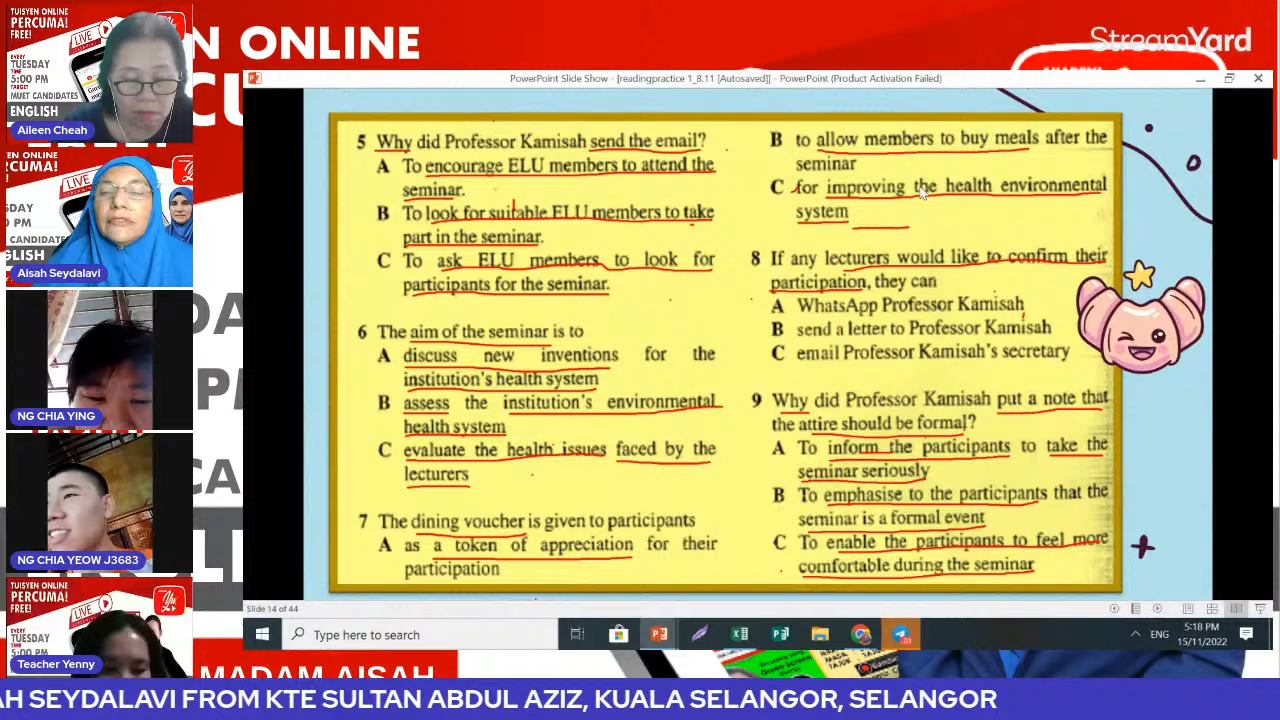 TUISYEN ONLINE
PERCUMA!
FREE!
LIVE
EVERY
TUESDAY
TIME
5:00 PM
TARGET
MUET CANDIDATES
ENGLISH
Aileen Cheah
N ONLINE
CU
StreamYard
PowerPoint Slide Show - [readingpractice 1_8.11 [Autosaved]] - PowerPoint (Product Activation Failed)
EN ONLINE
SDAY
0 PM
CANDIDATE
GLISH
Aisah Seydalavi
NG CHIA YING
NG CHIA YEOW J3683
TUISYEN ONLINE
PERCUMA!
FREE!
LIVE
EVERY
Teacher Yenny
5 Why did Professor Kamisah send the email?
A To encourage ELU members to attend the
seminar.
B To look for suitable ELU members to take
part in the seminar.
C To ask ELU members to look for
participants for the seminar.
6 The aim of the seminar is to
A discuss new inventions for the
institution's health system
B assess the institution's environmental
health system
C evaluate the health issues faced by the
lecturers
7 The dining voucher is given to participants
A as a token of appreciation for their
participation
B to allow members to buy meals after the
seminar
C for improving the health environmental
system
8 If any lecturers would like to confirm their
participation, they can
A WhatsApp Professor Kamisah
B send a letter to Professor Kamisah
C email Professor Kamisah's secretary
9 Why did Professor Kamisah put a note that
the attire should be formal?
A To inform the participants to take the
seminar seriously
B To emphasise to the participants that the
seminar is a formal event
C To enable the participants to feel more
comfortable during the seminar
Slide 14 of 44
Type here to search
ENG
5:18 PM
15/11/2022
MADAM AISAH
AH SEYDALAVI FROM KTE SULTAN ABDUL AZIZ, KUALA SELANGOR, SELANGOR